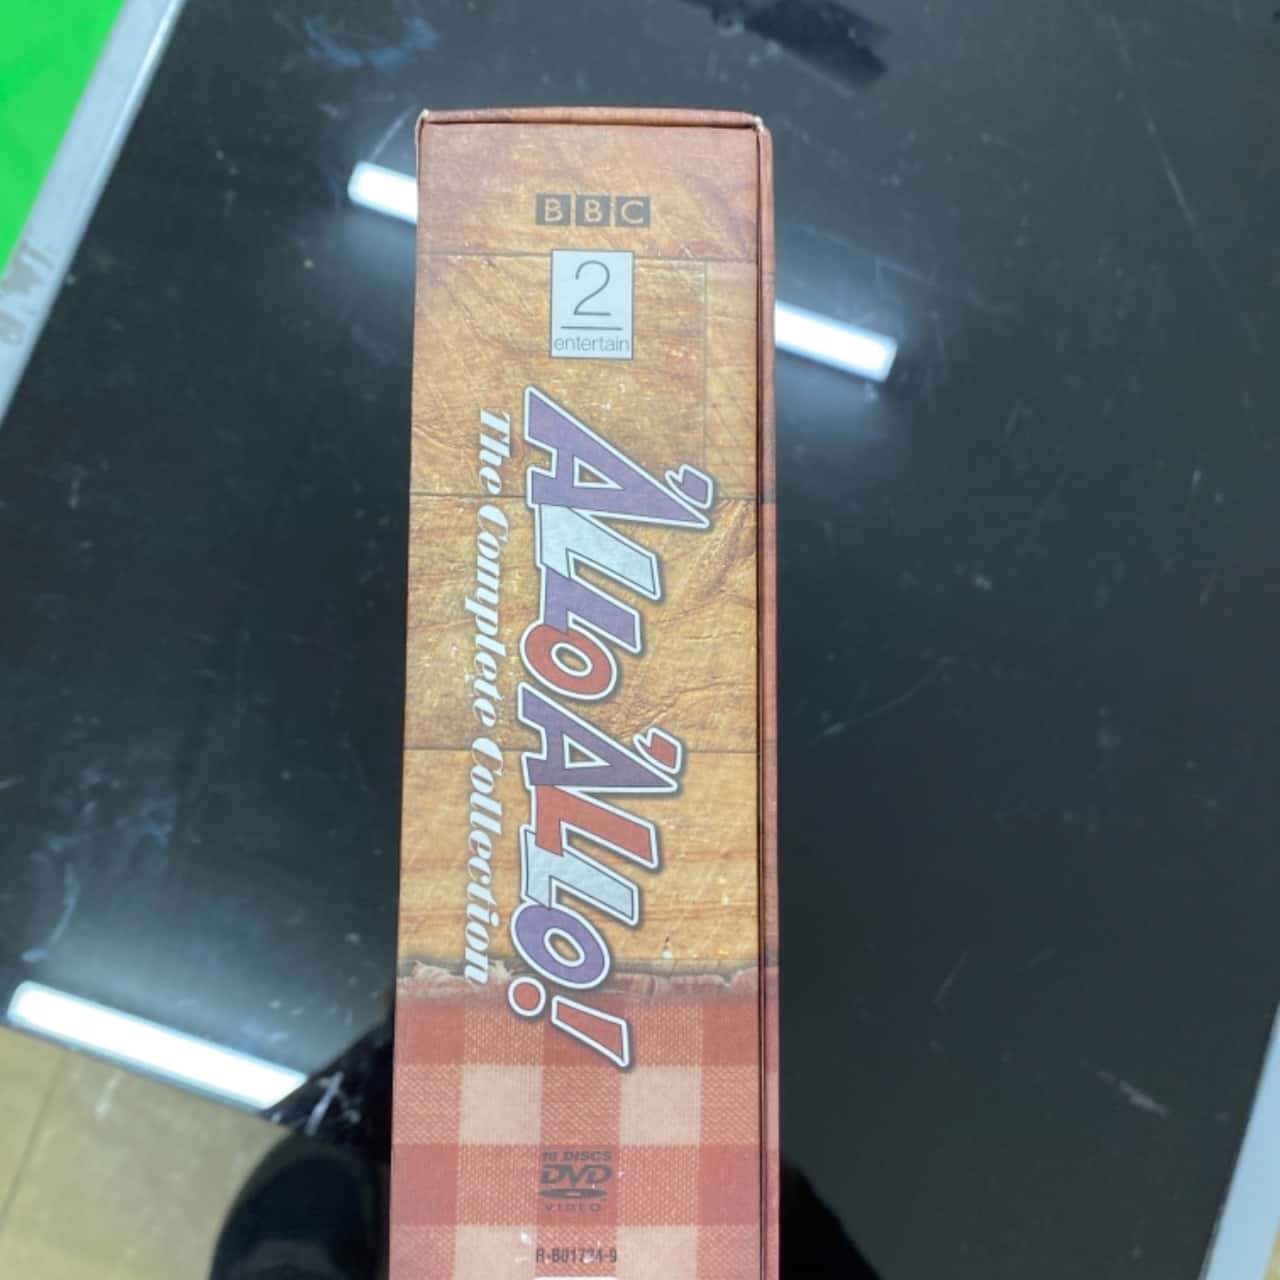 BBC
2
entertain
'Allo 'Allo!
The Complete Collection
DVD
VIDEO